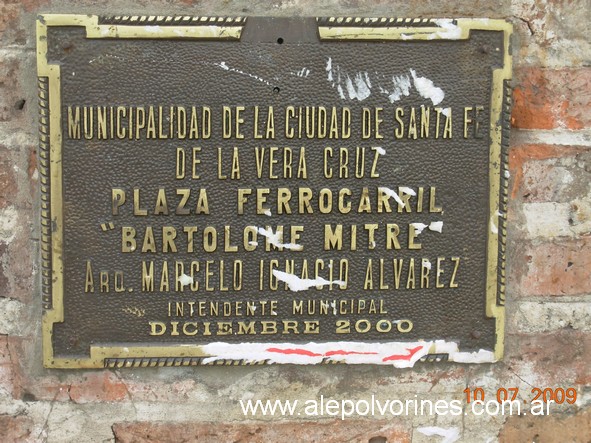 MUNICIPALIDAD DE LA CIUDAD DE SANTA FE
DE LA VERA CRUZ
PLAZA FERROCARRIL
"BARTOLOME MITRE"
ARQ. MARCELO IGNACIO ALVAREZ
INTENDENTE MUNICIPAL
DICIEMBRE 2000
10.07.2009
www.alepolvorines.com.ar